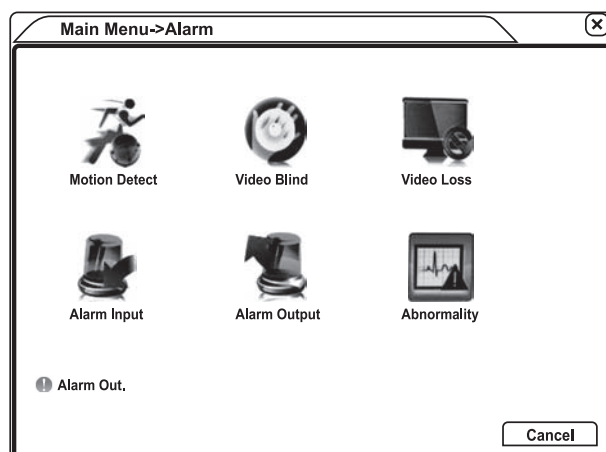 Main Menu->Alarm
Motion Detect Video Blind Video Loss
Alarm Input Alarm Output Abnormality
Alarm Out.
Cancel